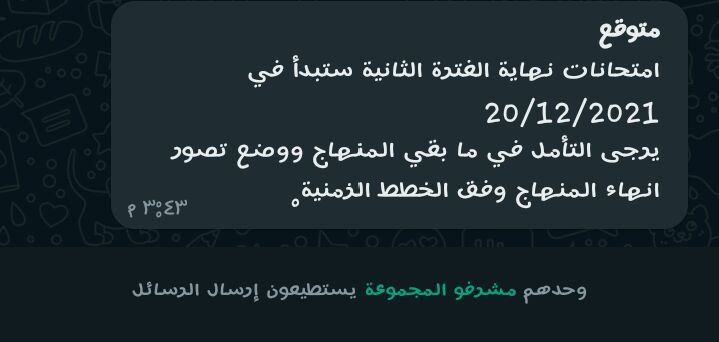 متوقع
امتحانات نهاية الفترة الثانية ستبدأ في
20/12/2021
يرجى التأمل في ما بقي المنهاج ووضع تصور
انهاء المنهاج وفق الخطط الزمنية.
٣:٤٣ م
وحدهم مشرفو المجموعة يستطيعون إرسال الرسائل